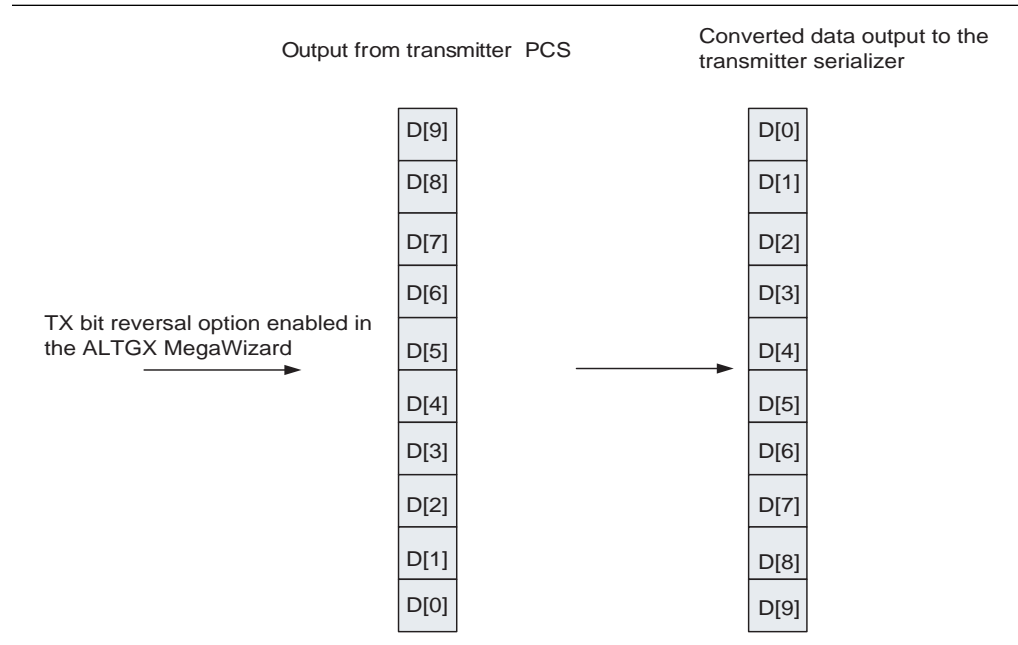 Output from transmitter PCS
Converted data output to the
transmitter serializer
TX bit reversal option enabled in
the ALTGX MegaWizard
D[9]
D[8]
D[7]
D[6]
D[5]
D[4]
D[3]
D[2]
D[1]
D[0]
D[0]
D[1]
D[2]
D[3]
D[4]
D[5]
D[6]
D[7]
D[8]
D[9]